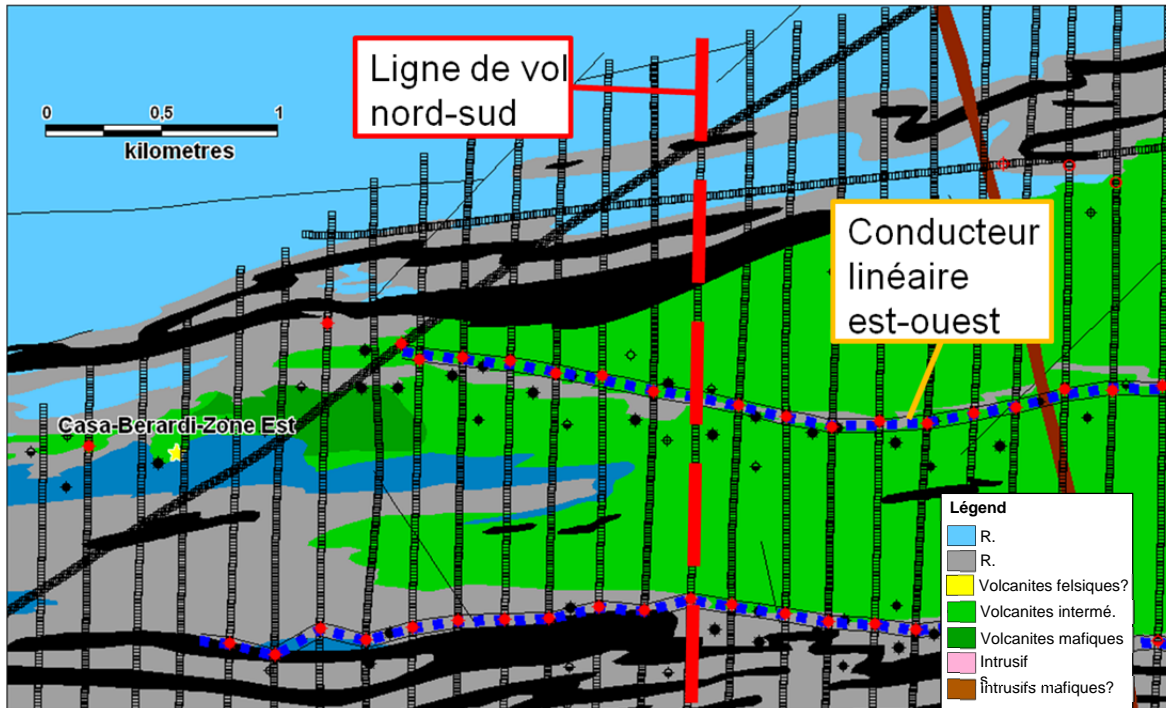 Ligne de vol
nord-sud
0 0,5 1
kilometres
Conducteur
linéaire
est-ouest
Casa-Berardi-Zone Est
Légend
R.
R.
Volcanites felsiques?
Volcanites intermé.
Volcanites mafiques
Intrusif
s
Intrusifs mafiques?